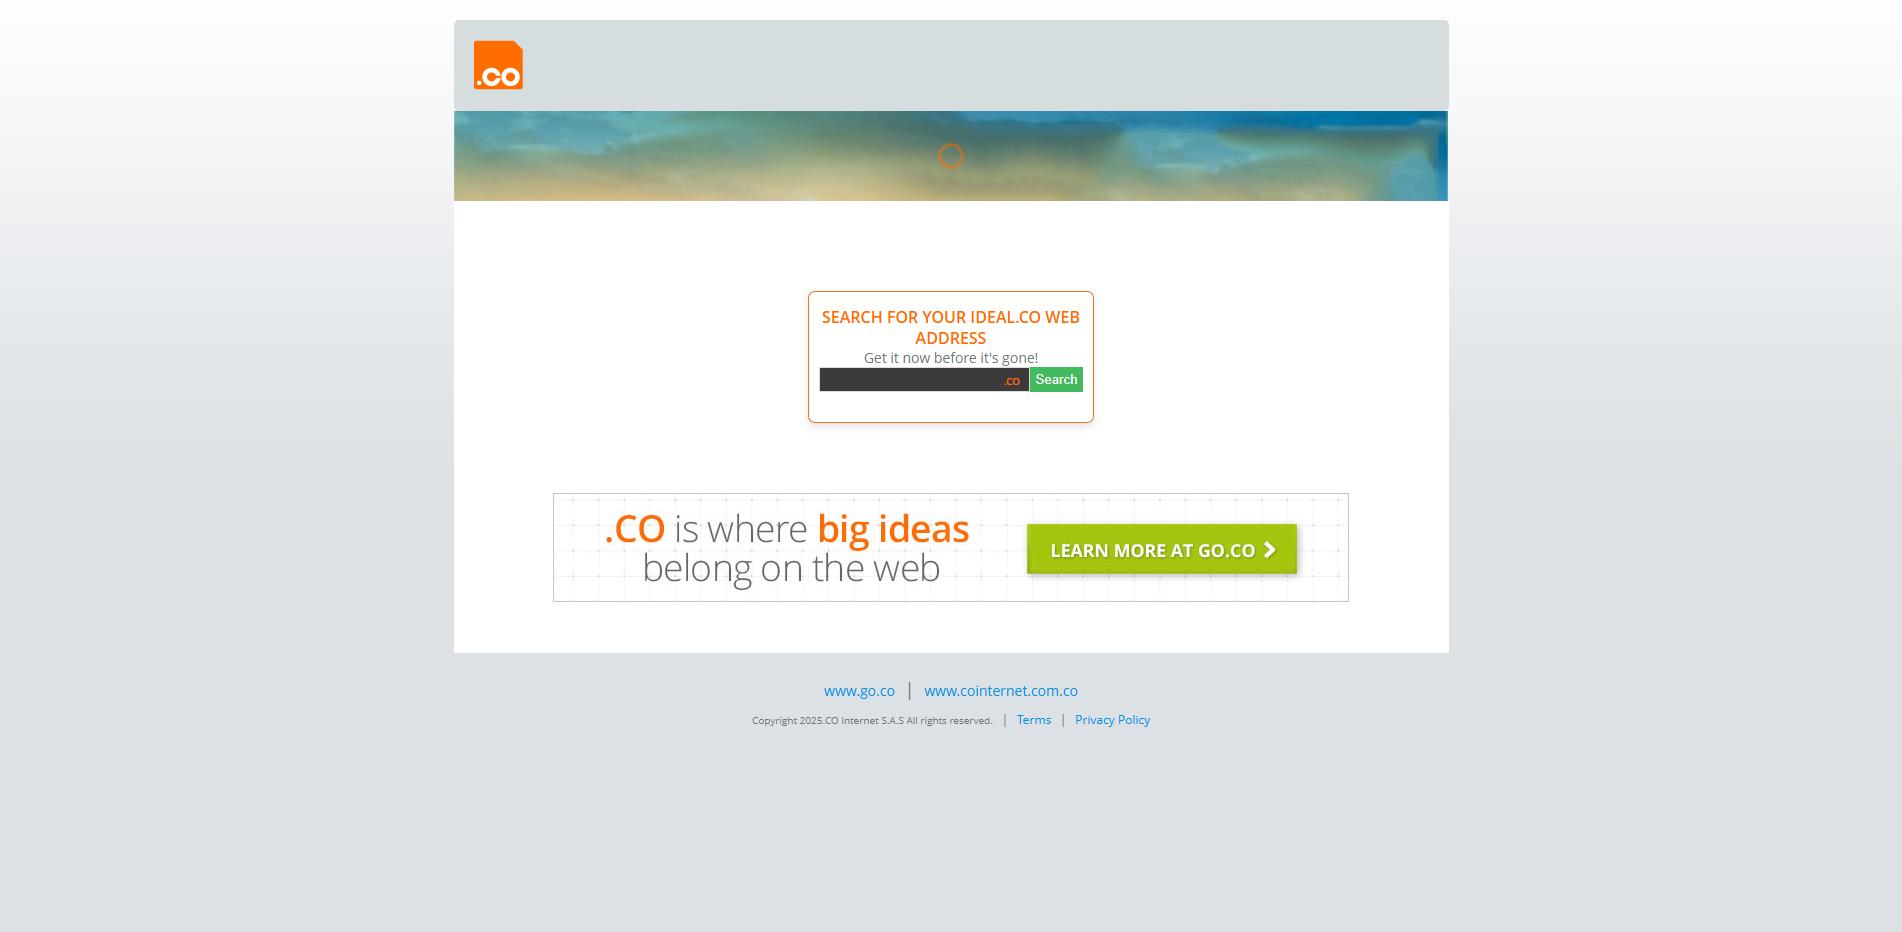 .co
SEARCH FOR YOUR IDEAL.CO WEB
ADDRESS
Get it now before it's gone!
.co Search
.CO is where big ideas
belong on the web
LEARN MORE AT GO.CO
www.go.co | www.cointernet.com.co
Copyright 2025.CO Internet S.A.S All rights reserved. | Terms | Privacy Policy